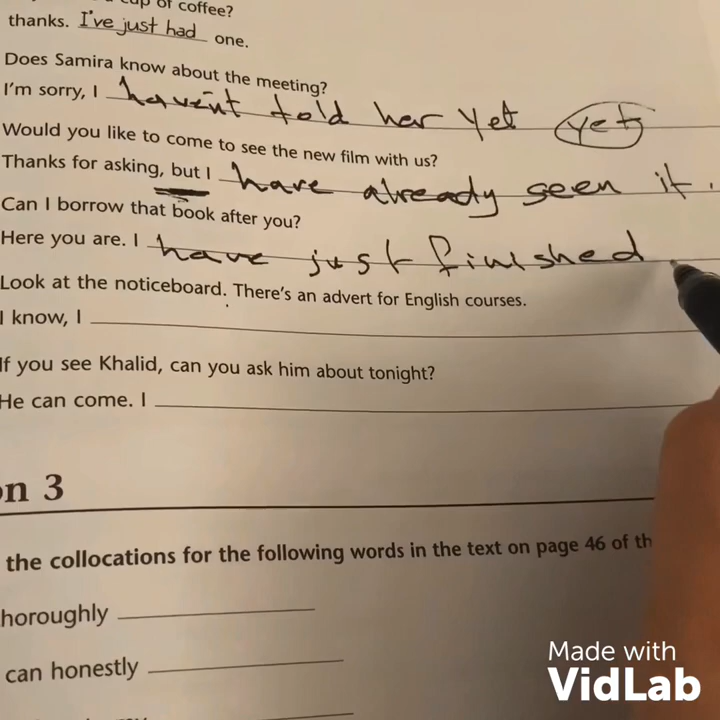 cup of coffee?
thanks. I've just had one.
Does Samira know about the meeting?
I'm sorry, I haven't told her yet yet
Would you like to come to see the new film with us?
Thanks for asking, but I have already seen it.
Can I borrow that book after you?
Here you are. I have just finished
Look at the noticeboard. There's an advert for English courses.
I know, I
If you see Khalid, can you ask him about tonight?
He can come. I
on 3
the collocations for the following words in the text on page 46 of th
horoughly
can honestly
Made with
VidLab